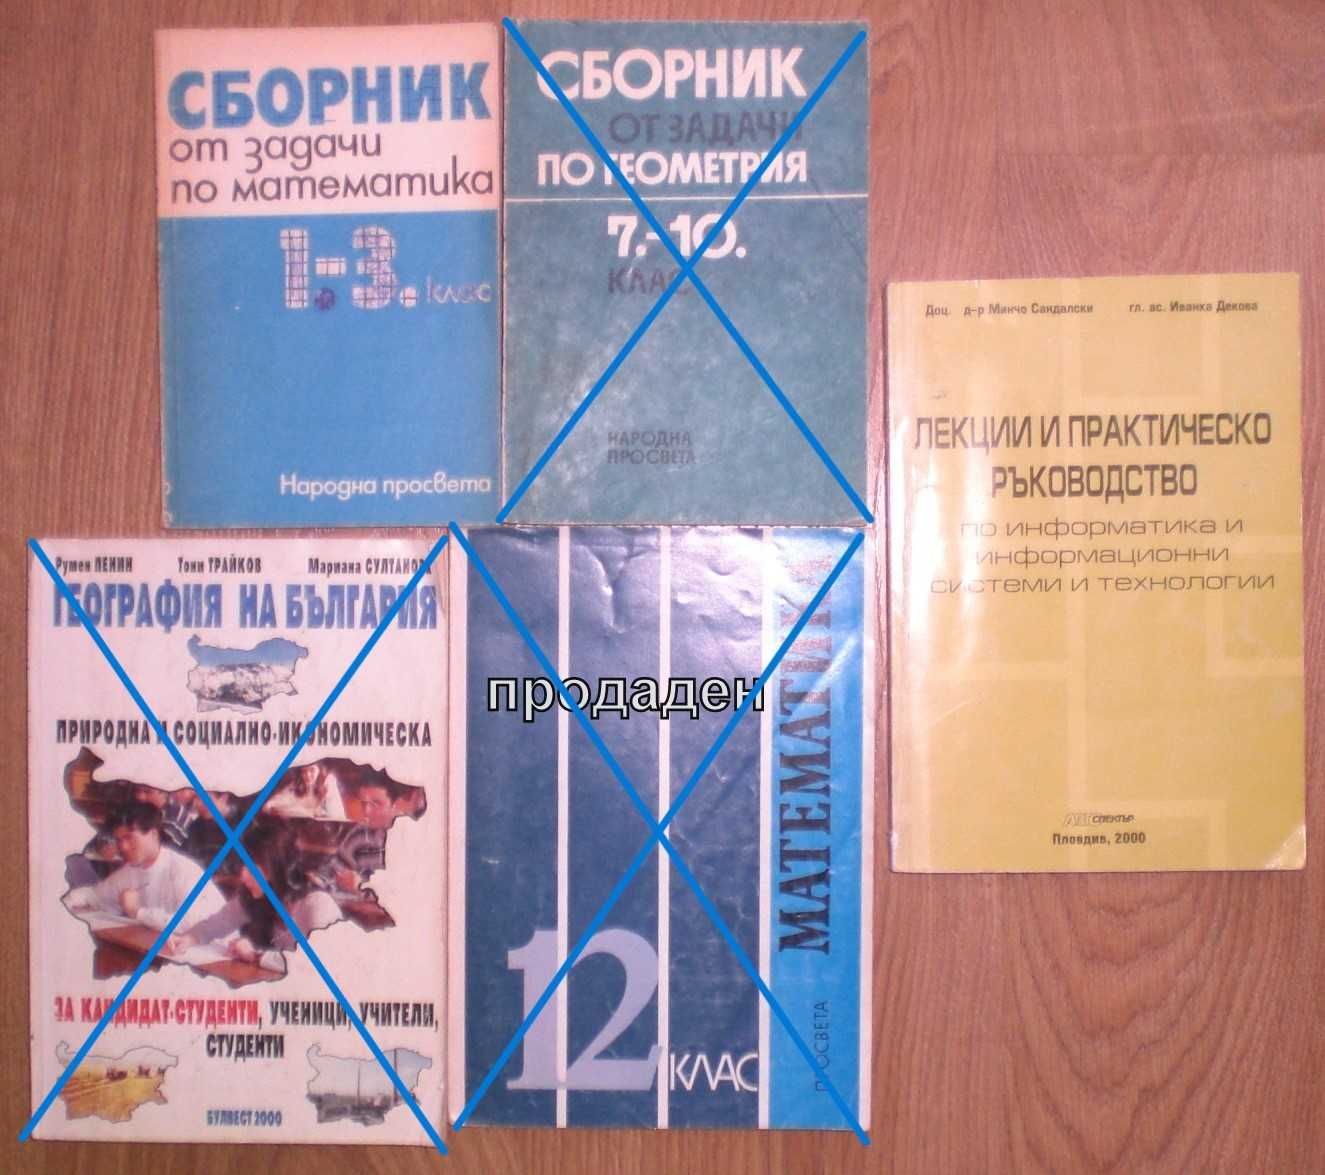 СБОРНИК
от задачи
по математика
1.-3. клас
Народна просвета
СБОРНИК
ОТ ЗАДАЧИ
ПО ГЕОМЕТРИЯ
7.-10.
КЛАС
НАРОДНА
ПРОСВЕТА
Доц. д-р Минчо Сандалски гл. ас. Иванка Декова
ЛЕКЦИИ И ПРАКТИЧЕСКО
РЪКОВОДСТВО
по информатика и
информационни
системи и технологии
спектър
Пловдив, 2000
Румен ПЕНИН Тони ТРАЙКОВ Мариана СУЛТАНОВА
ГЕОГРАФИЯ НА БЪЛГАРИЯ
ПРИРОДНА И СОЦИАЛНО-ИКОНОМИЧЕСКА
ЗА КАНДИДАТ-СТУДЕНТИ, УЧЕНИЦИ, УЧИТЕЛИ,
СТУДЕНТИ
БУЛВЕСТ 2000
продаден
МАТЕМАТИКА
12 КЛАС
ПРОСВЕТА